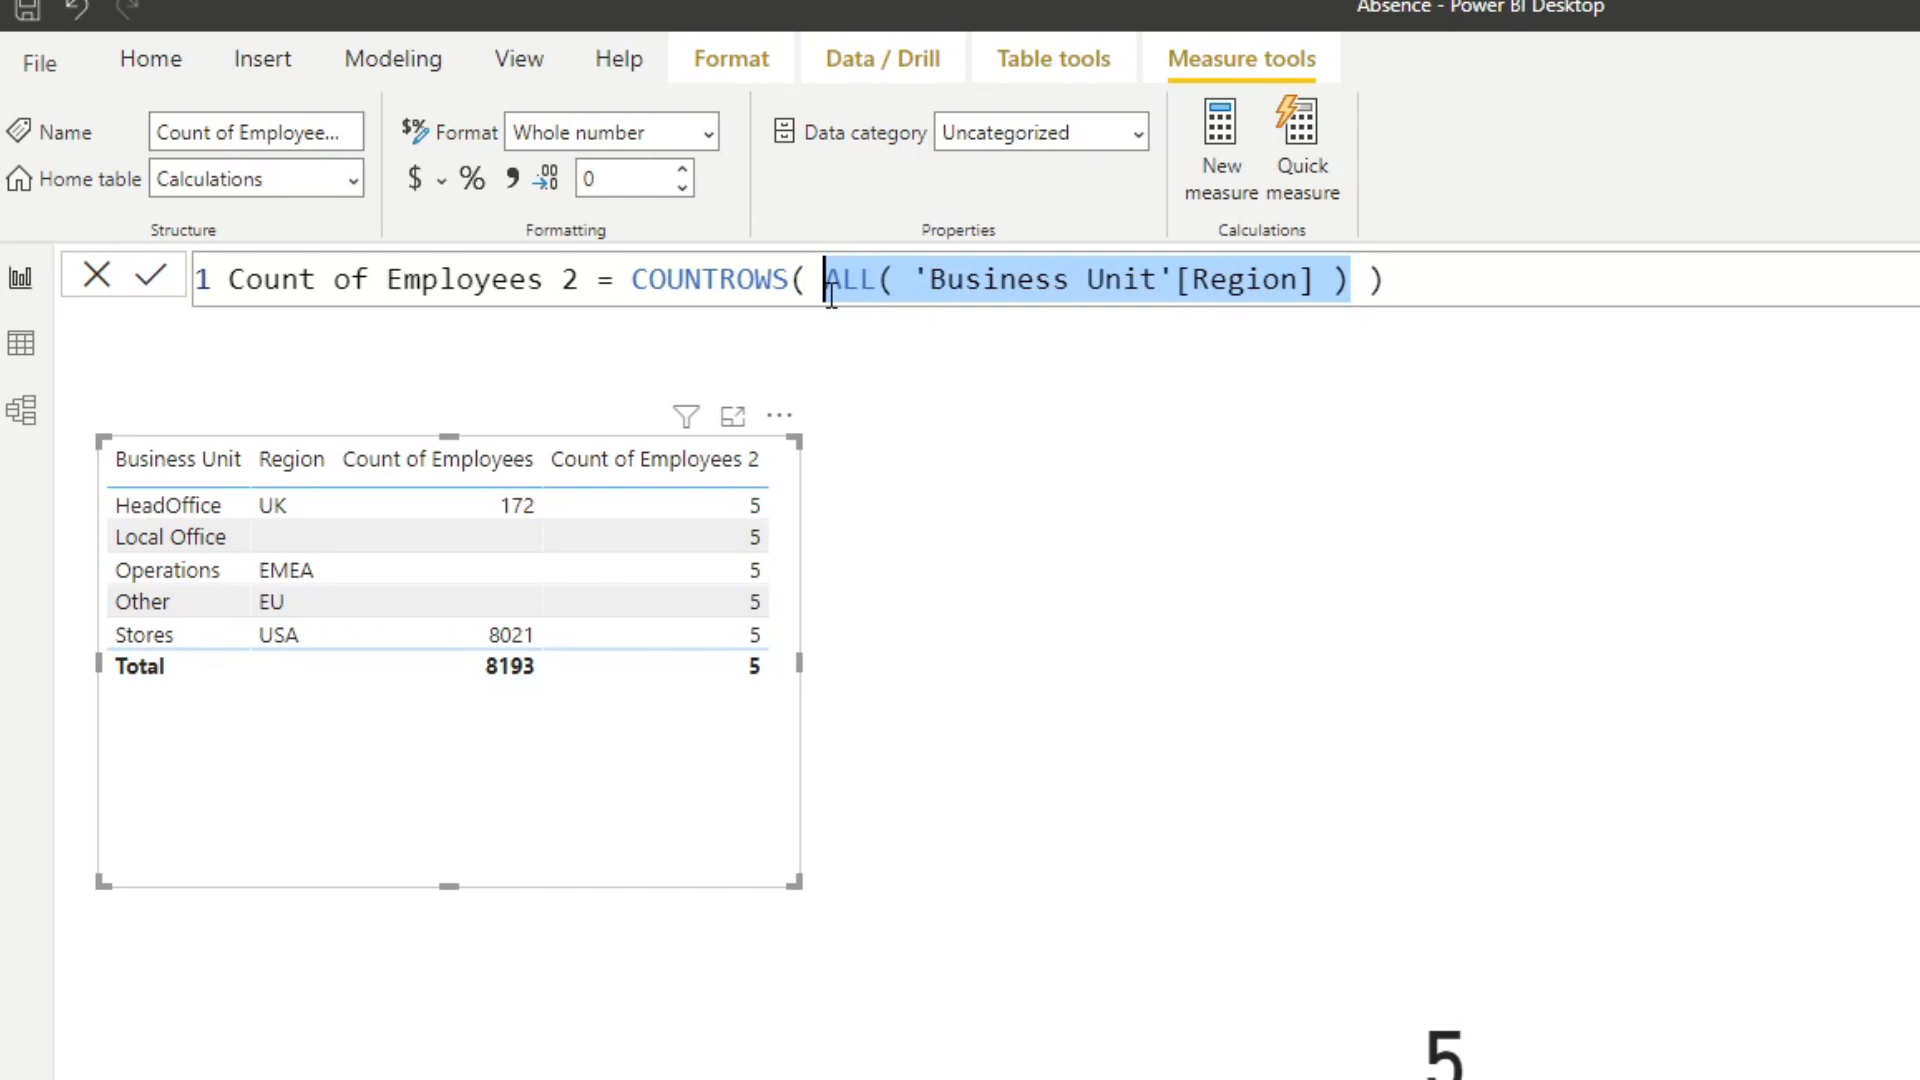 Absence - Power BI Desktop
File Home Insert Modeling View Help Format Data / Drill Table tools Measure tools
Name Count of Employee... Format Whole number Data category Uncategorized New measure Quick measure
Home table Calculations $ % 0
Structure Formatting Properties Calculations
1 Count of Employees 2 = COUNTROWS( ALL( 'Business Unit'[Region] ) )
Business Unit Region Count of Employees Count of Employees 2
HeadOffice UK 172 5
Local Office 5
Operations EMEA 5
Other EU 5
Stores USA 8021 5
Total 8193 5
5